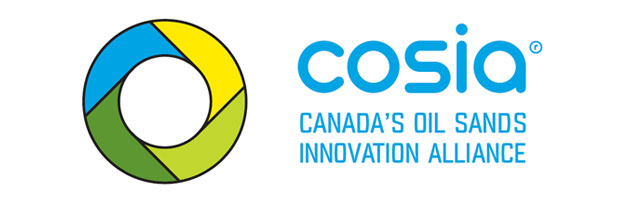 cosia®
CANADA'S OIL SANDS
INNOVATION ALLIANCE